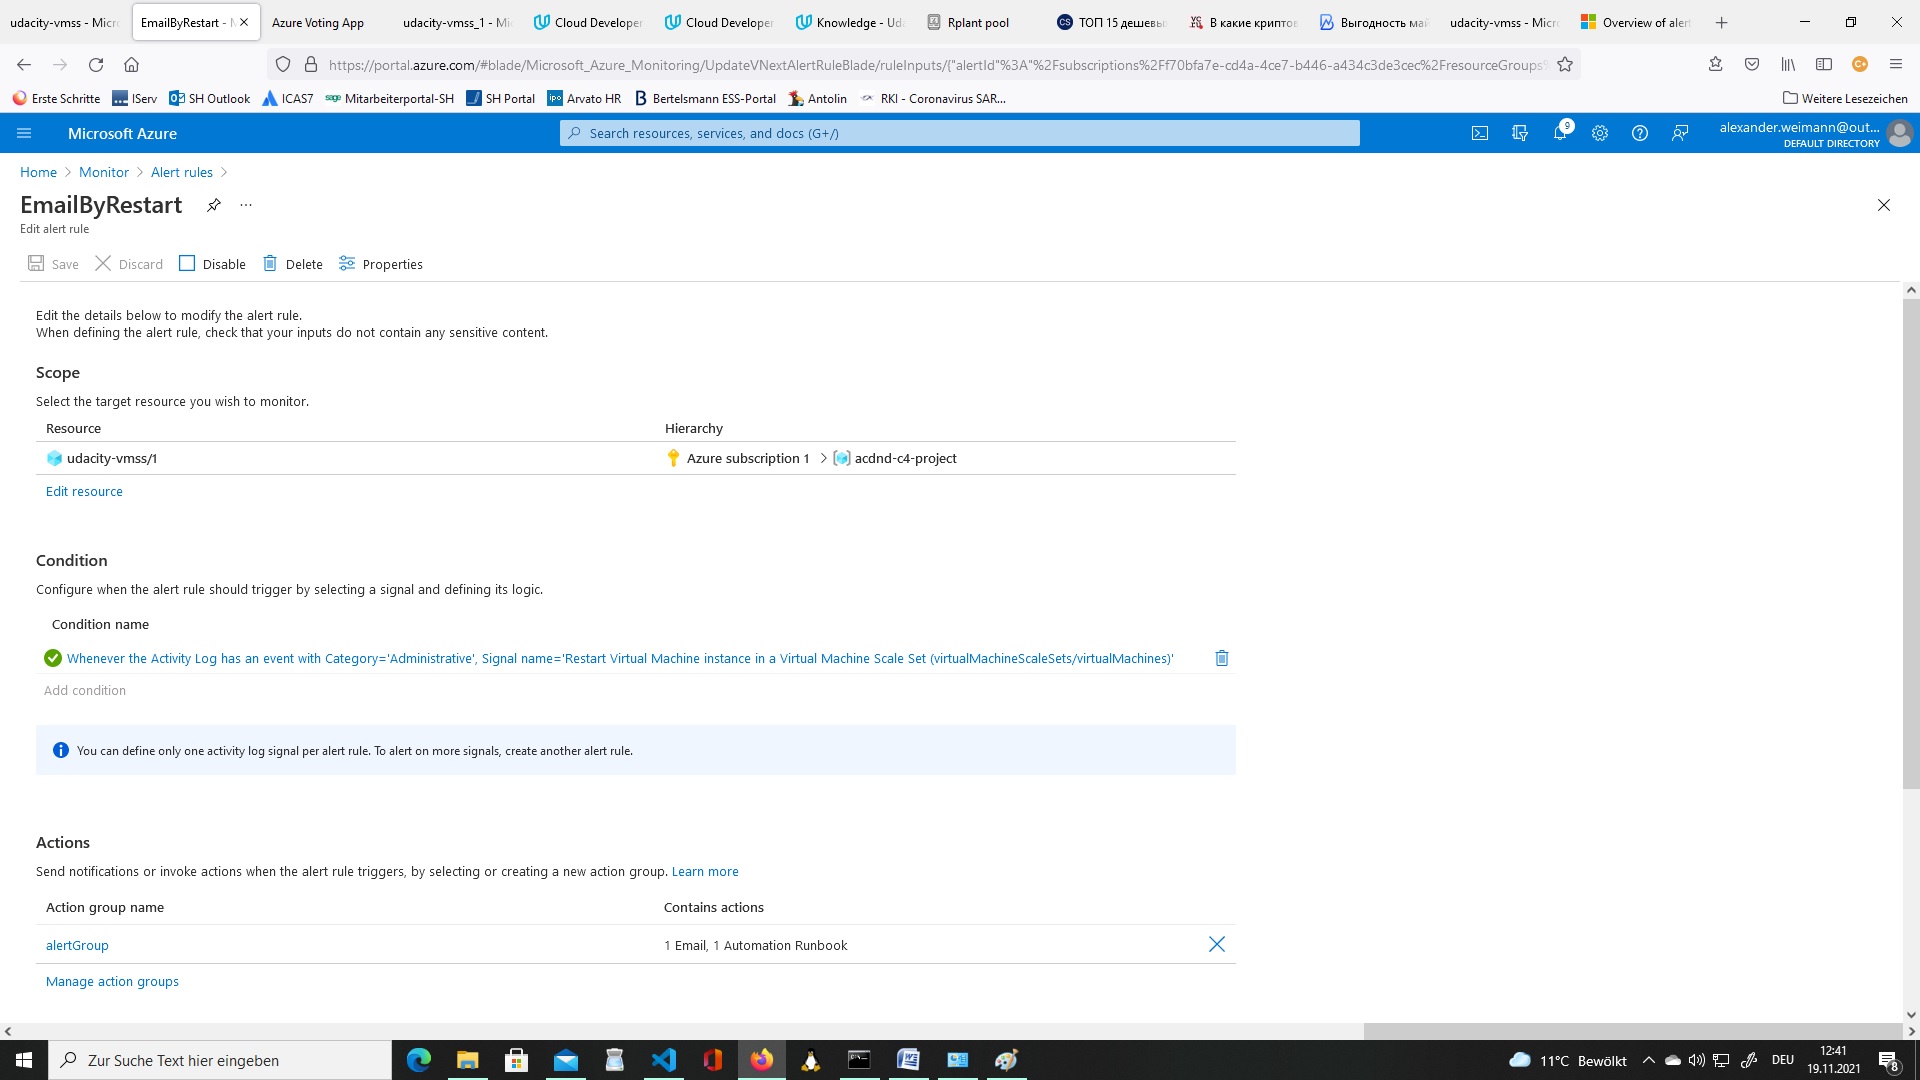 udacity-vmss - Micro
EmailByRestart - M
Azure Voting App
udacity-vmss_1 - Mi
Cloud Developer
Cloud Developer
Knowledge - Uda
Rplant pool
ТОП 15 дешевы
В какие криптов
Выгодность май
udacity-vmss - Micro
Overview of alert
https://portal.azure.com/#blade/Microsoft_Azure_Monitoring/UpdateVNextAlertRuleBlade/ruleInputs/{"alertId"%3A"%2Fsubscriptions%2Ff70bfa7e-cd4a-4ce7-b446-a434c3de3cec%2FresourceGroups%
Erste Schritte
IServ
SH Outlook
ICAS7
Mitarbeiterportal-SH
SH Portal
Arvato HR
Bertelsmann ESS-Portal
Antolin
RKI - Coronavirus SAR...
Weitere Lesezeichen
Microsoft Azure
Search resources, services, and docs (G+/)
9
alexander.weimann@out...
DEFAULT DIRECTORY
Home > Monitor > Alert rules >
EmailByRestart
Edit alert rule
Save
Discard
Disable
Delete
Properties
Edit the details below to modify the alert rule.
When defining the alert rule, check that your inputs do not contain any sensitive content.
Scope
Select the target resource you wish to monitor.
Resource
Hierarchy
udacity-vmss/1
Azure subscription 1 > acdnd-c4-project
Edit resource
Condition
Configure when the alert rule should trigger by selecting a signal and defining its logic.
Condition name
Whenever the Activity Log has an event with Category='Administrative', Signal name='Restart Virtual Machine instance in a Virtual Machine Scale Set (virtualMachineScaleSets/virtualMachines)'
Add condition
You can define only one activity log signal per alert rule. To alert on more signals, create another alert rule.
Actions
Send notifications or invoke actions when the alert rule triggers, by selecting or creating a new action group. Learn more
Action group name
Contains actions
alertGroup
1 Email, 1 Automation Runbook
Manage action groups
Zur Suche Text hier eingeben
11°C Bewölkt
DEU
12:41
19.11.2021
8